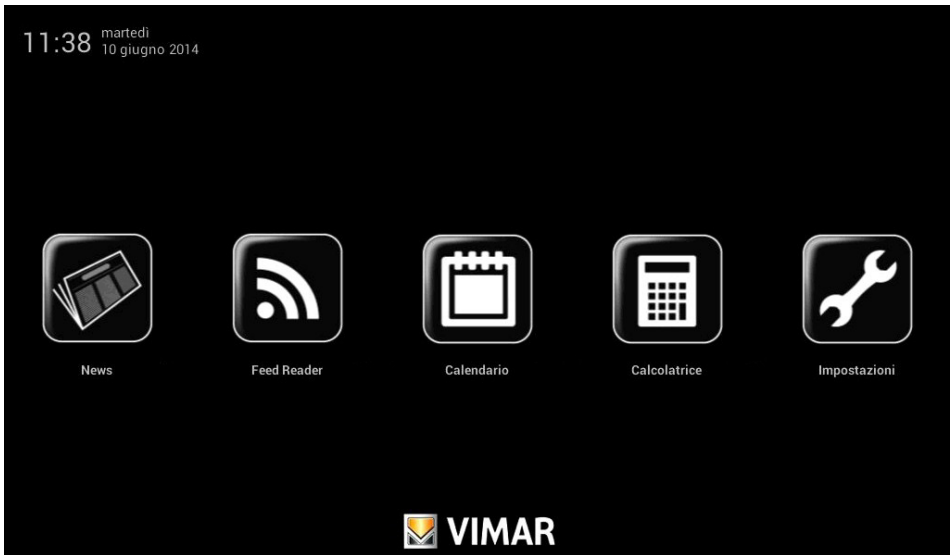 11:38
martedì
10 giugno 2014
News
Feed Reader
Calendario
Calcolatrice
Impostazioni
VIMAR